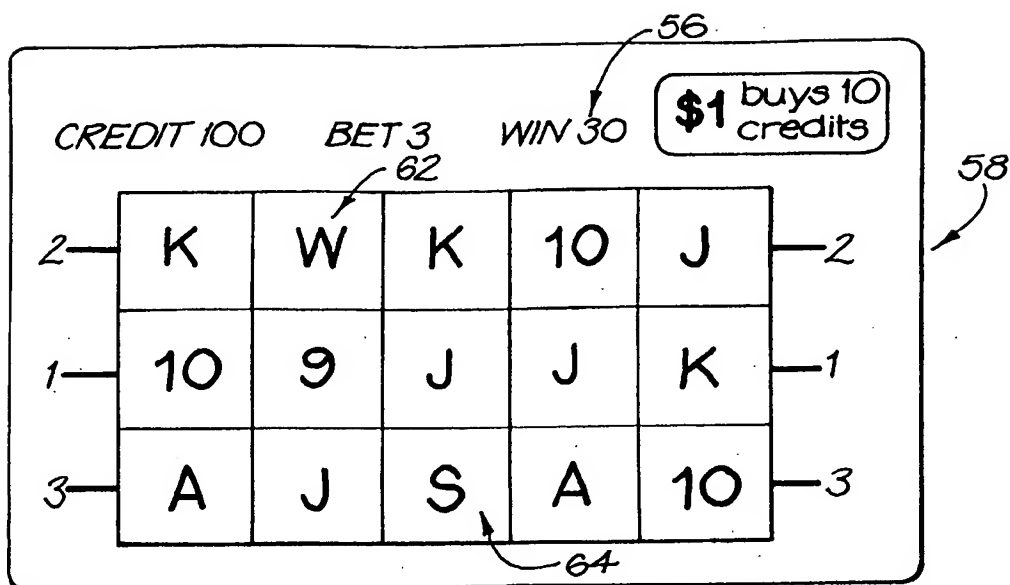 56
$1 buys 10 credits
CREDIT 100 BET 3 WIN 30
62
58
2 K W K 10 J 2
1 10 9 J J K 1
3 A J S A 10 3
64